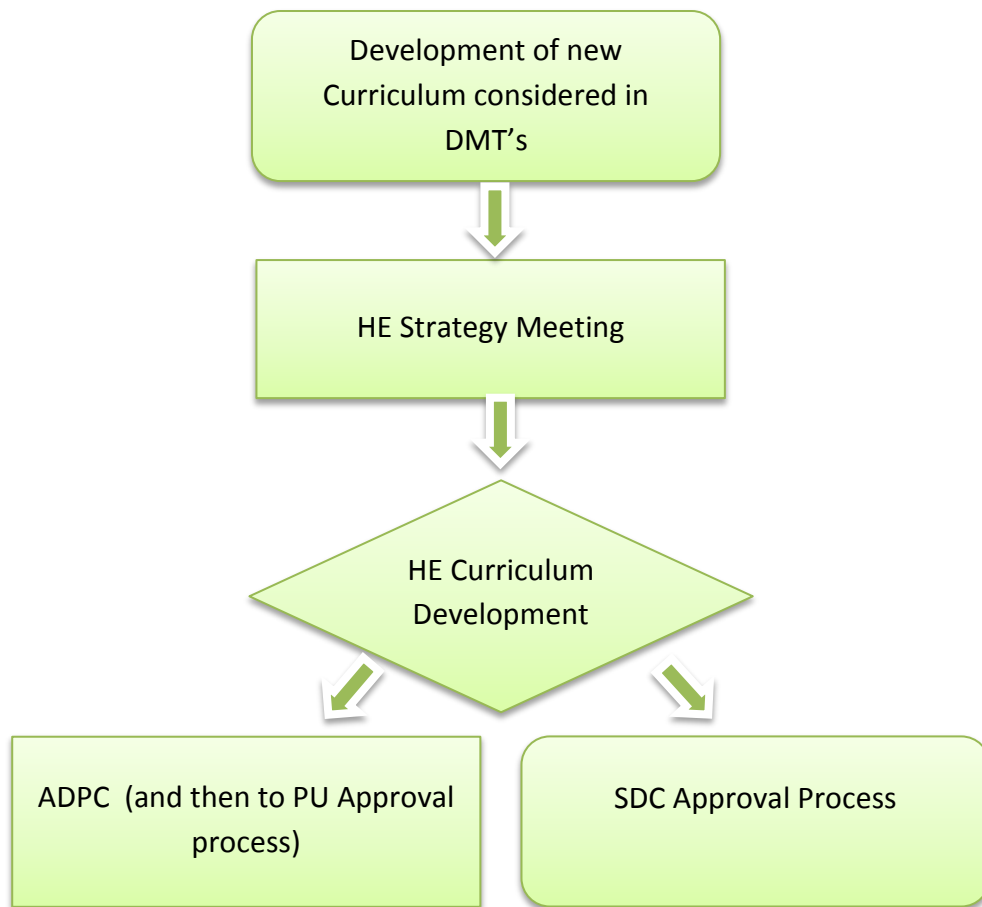 Development of new
Curriculum considered in
DMT’s
HE Strategy Meeting
HE Curriculum
Development
ADPC  (and then to PU Approval
process)
SDC Approval Process